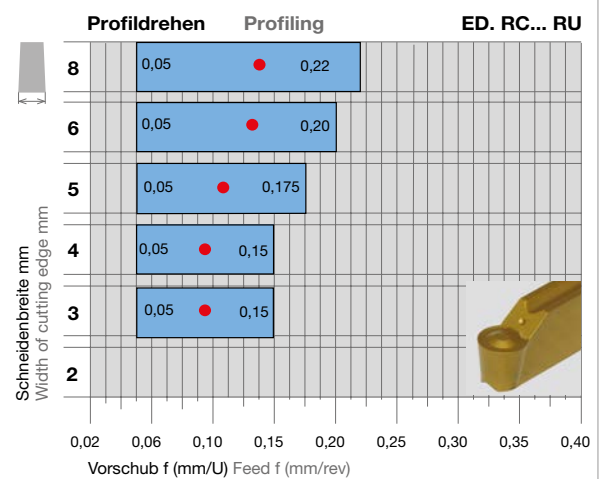 Profildrehen Profiling ED. RC... RU
8 0,05 0,22
6 0,05 0,20
5 0,05 0,175
4 0,05 0,15
3 0,05 0,15
2
Schneidenbreite mm
Width of cutting edge mm
0,02 0,06 0,10 0,15 0,20 0,25 0,30 0,35 0,40
Vorschub f (mm/U) Feed f (mm/rev)